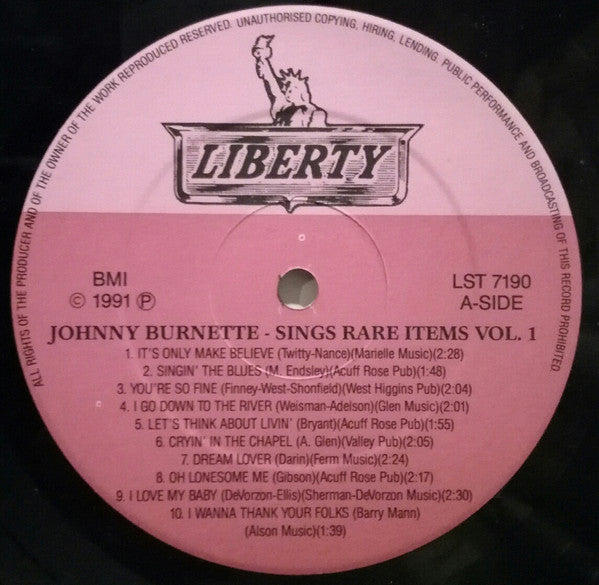 ALL RIGHTS OF THE PRODUCER AND OF THE OWNER OF THE WORK REPRODUCED RESERVED. UNAUTHORISED COPYING, HIRING, LENDING, PUBLIC PERFORMANCE AND BROADCASTING OF THIS RECORD PROHIBITED.
LIBERTY
BMI
© 1991 ℗
LST 7190
A-SIDE
JOHNNY BURNETTE - SINGS RARE ITEMS VOL. 1
1. IT'S ONLY MAKE BELIEVE (Twitty-Nance)(Marielle Music)(2:28)
2. SINGIN' THE BLUES (M. Endsley)(Acuff Rose Pub)(1:48)
3. YOU'RE SO FINE (Finney-West-Shonfield)(West Higgins Pub)(2:04)
4. I GO DOWN TO THE RIVER (Weisman-Adelson)(Glen Music)(2:01)
5. LET'S THINK ABOUT LIVIN' (Bryant)(Acuff Rose Pub)(1:55)
6. CRYIN' IN THE CHAPEL (A. Glen)(Valley Pub)(2:05)
7. DREAM LOVER (Darin)(Ferm Music)(2:24)
8. OH LONESOME ME (Gibson)(Acuff Rose Pub)(2:17)
9. I LOVE MY BABY (DeVorzon-Ellis)(Sherman-DeVorzon Music)(2:30)
10. I WANNA THANK YOUR FOLKS (Barry Mann)
(Alson Music)(1:39)